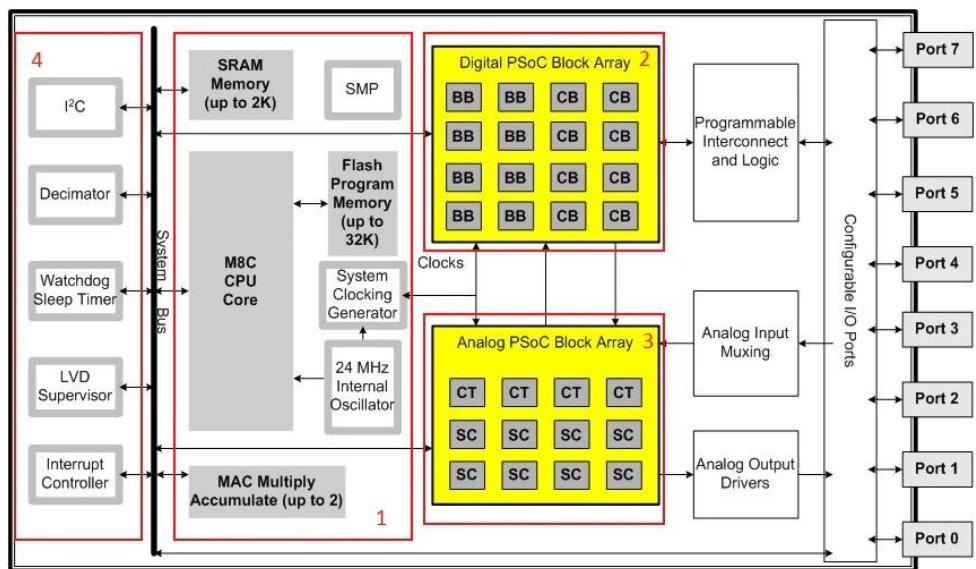 4
I²C
Decimator
Watchdog
Sleep Timer
LVD
Supervisor
Interrupt
Controller
System
Bus
SRAM
Memory
(up to 2K)
SMP
M8C
CPU
Core
Flash
Program
Memory
(up to
32K)
System
Clocking
Generator
24 MHz
Internal
Oscillator
MAC Multiply
Accumulate (up to 2)
1
Clocks
2
Digital PSoC Block Array
BB BB CB CB
BB BB CB CB
BB BB CB CB
BB BB CB CB
3
Analog PSoC Block Array
CT CT CT CT
SC SC SC SC
SC SC SC SC
Programmable
Interconnect
and Logic
Analog Input
Muxing
Analog Output
Drivers
Configurable I/O Ports
Port 7
Port 6
Port 5
Port 4
Port 3
Port 2
Port 1
Port 0